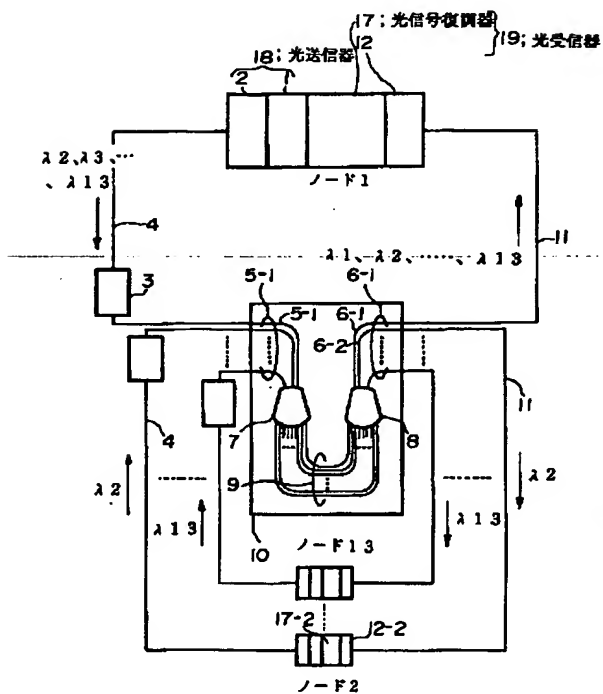 17；光信号復調器
18；光送信器
12
19；光受信器
2
1
ノード1
λ2、λ3、…
、λ13
4
11
λ1、λ2、……、λ13
3
5-1
6-1
5-1
6-1
6-2
7
8
11
4
9
λ2
λ13
λ13
λ2
10
ノード13
17-2
12-2
ノード2